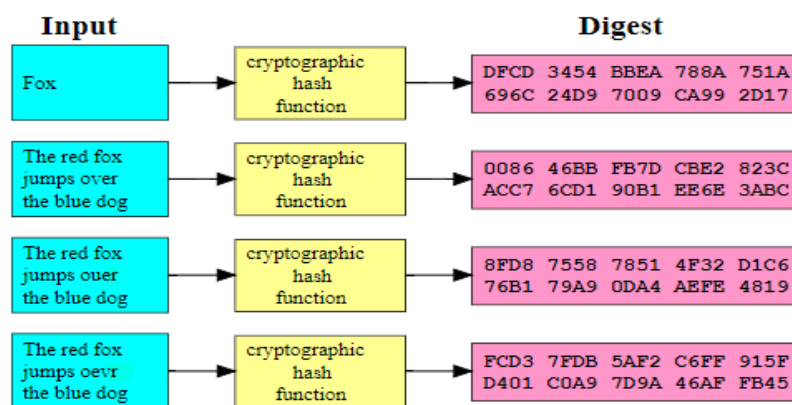 Input
Digest
Fox
cryptographic
hash
function
DFCD 3454 BBEA 788A 751A
696C 24D9 7009 CA99 2D17
The red fox
jumps over
the blue dog
cryptographic
hash
function
0086 46BB FB7D CBE2 823C
ACC7 6CD1 90B1 EE6E 3ABC
The red fox
jumps ouer
the blue dog
cryptographic
hash
function
8FD8 7558 7851 4F32 D1C6
76B1 79A9 0DA4 AEFE 4819
The red fox
jumps oevr
the blue dog
cryptographic
hash
function
FCD3 7FDB 5AF2 C6FF 915F
D401 C0A9 7D9A 46AF FB45